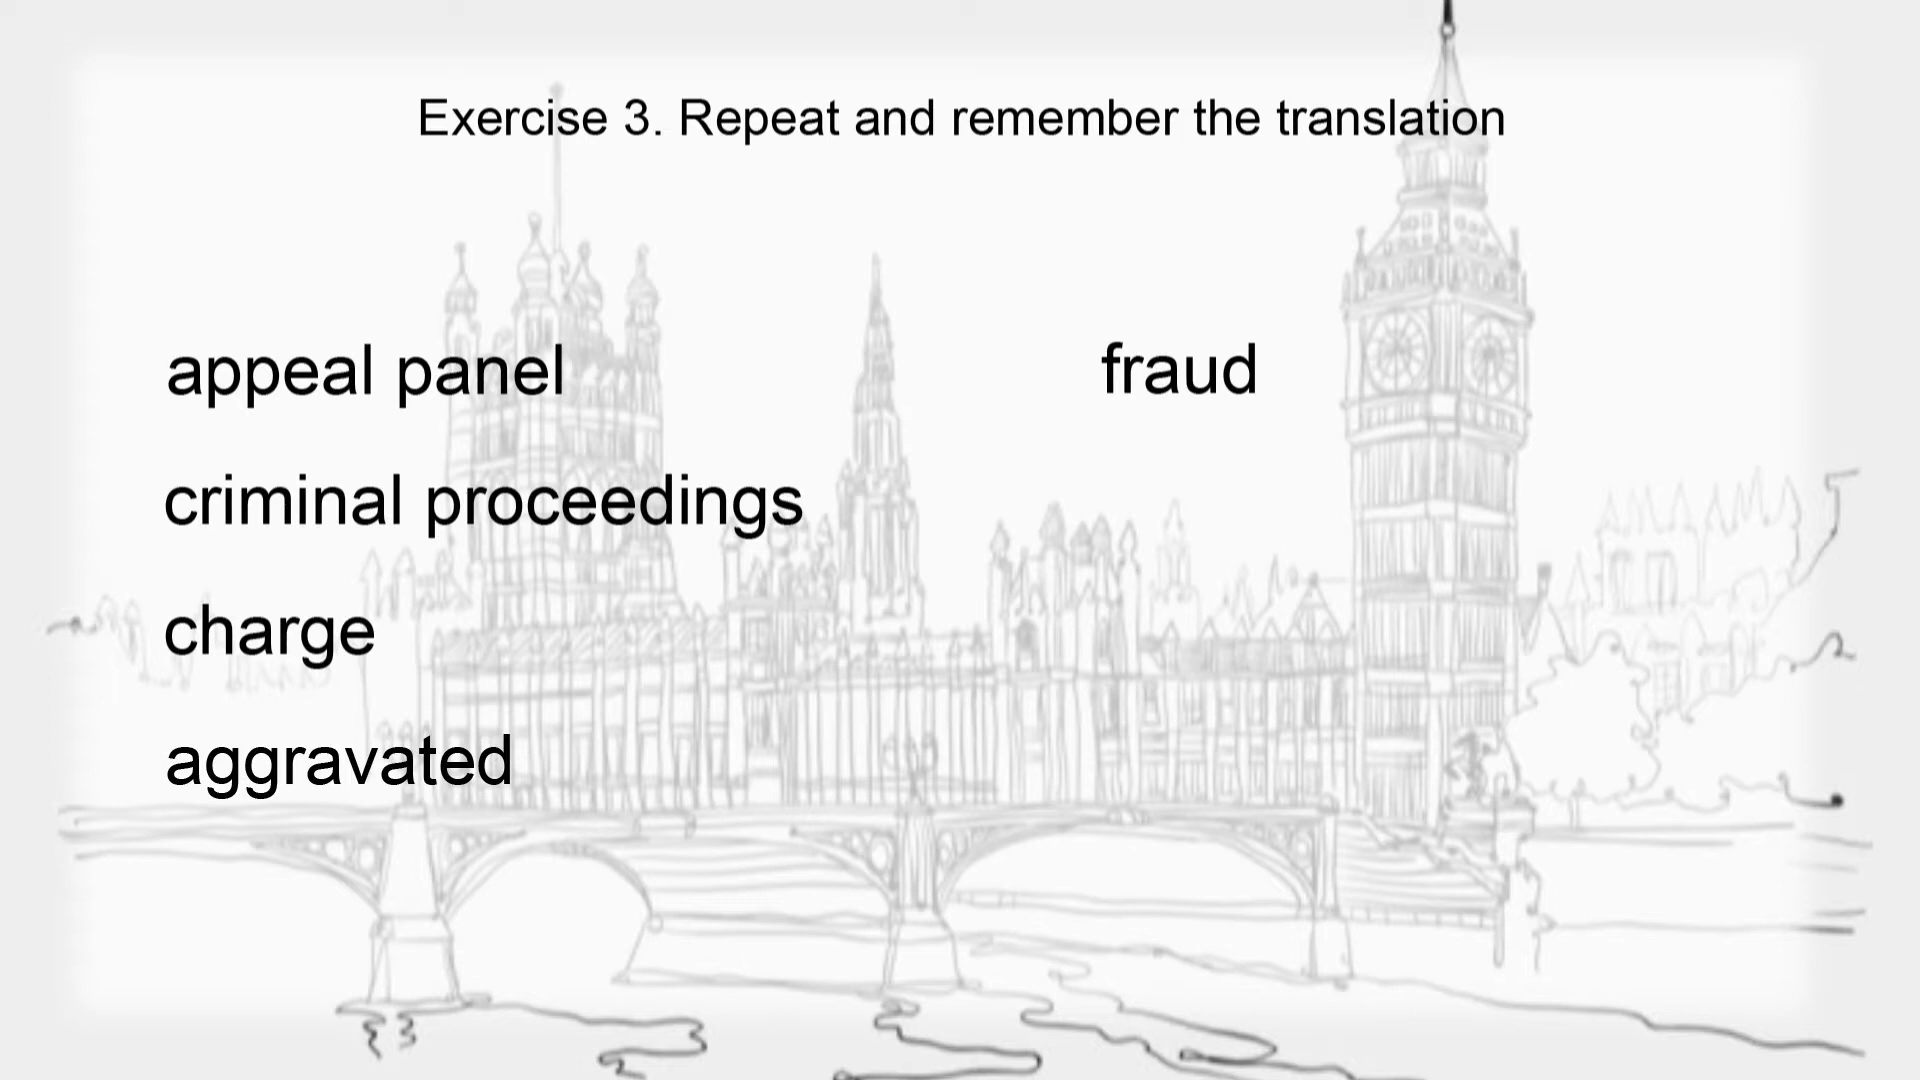 Exercise 3. Repeat and remember the translation
appeal panel
criminal proceedings
charge
aggravated
fraud